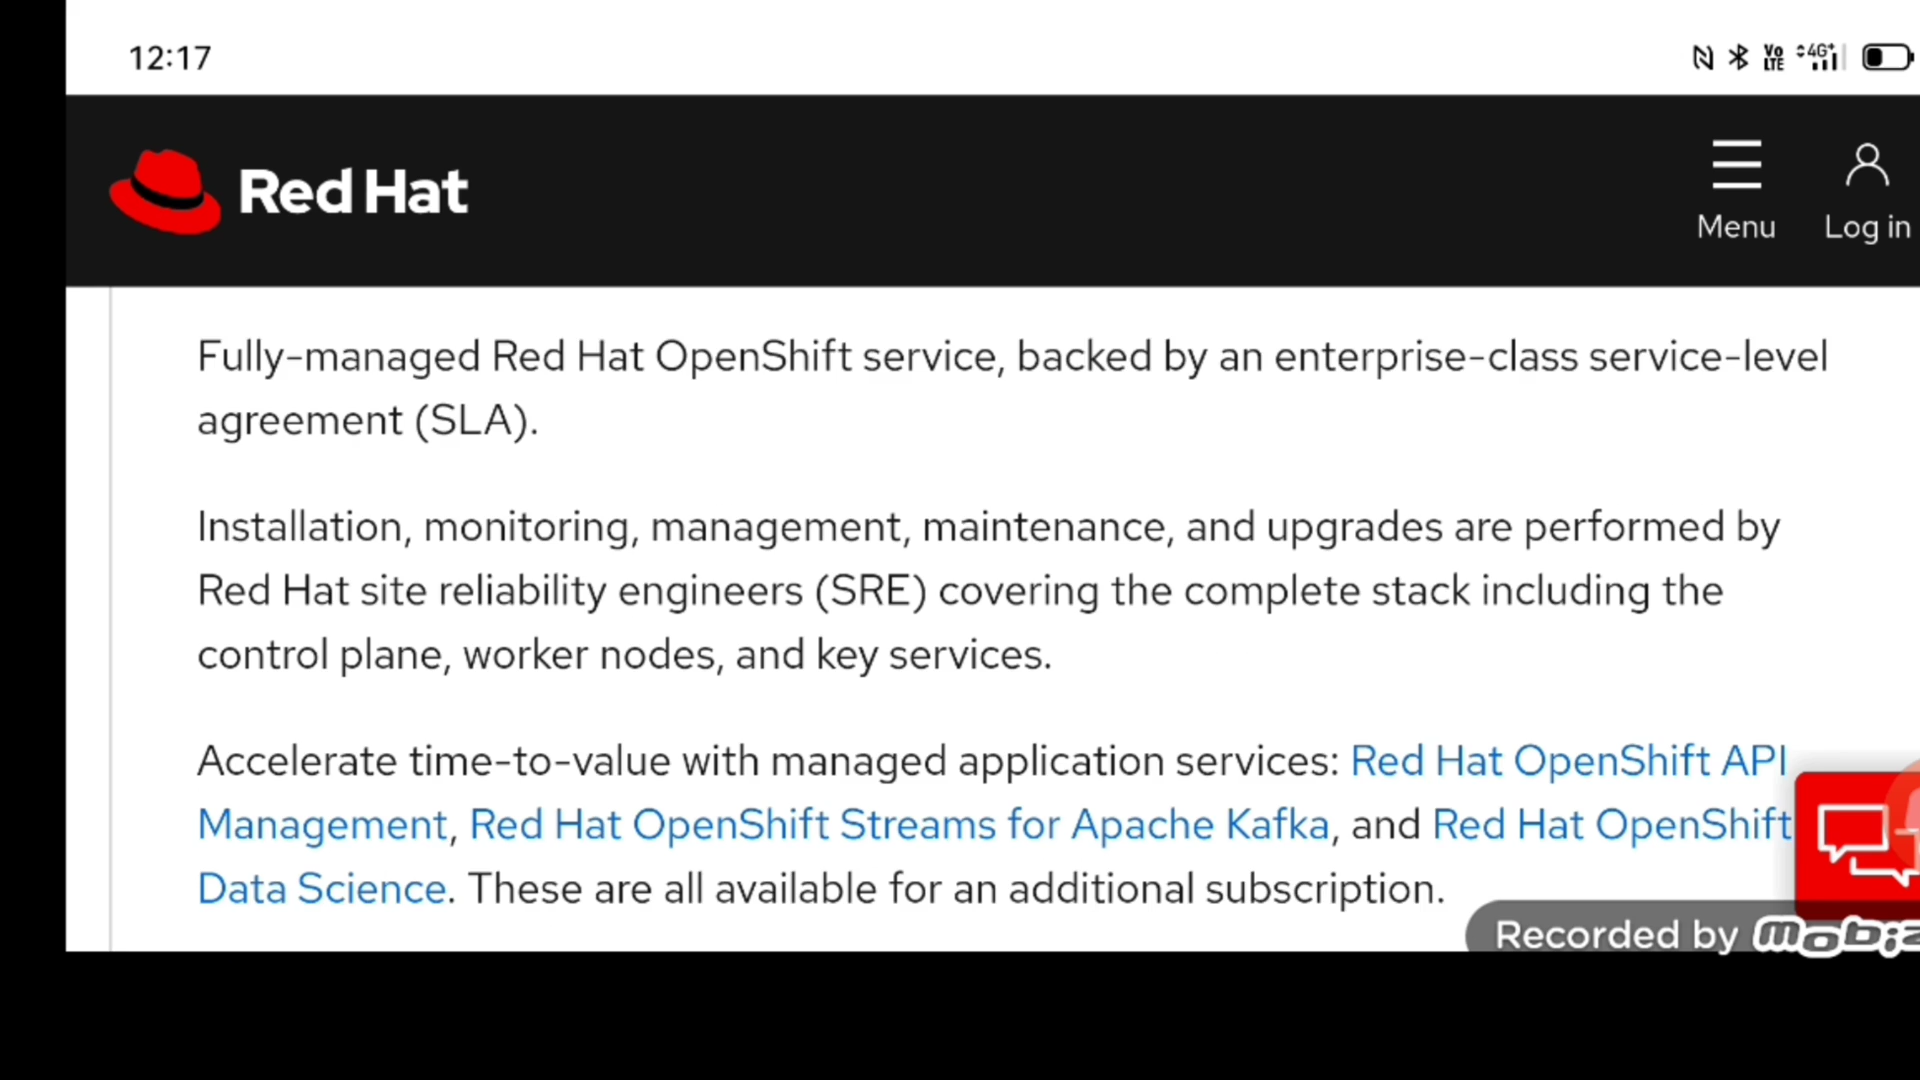 12:17
Vo LTE 4G+
Red Hat
Menu
Log in
Fully-managed Red Hat OpenShift service, backed by an enterprise-class service-level
agreement (SLA).
Installation, monitoring, management, maintenance, and upgrades are performed by
Red Hat site reliability engineers (SRE) covering the complete stack including the
control plane, worker nodes, and key services.
Accelerate time-to-value with managed application services: Red Hat OpenShift API
Management, Red Hat OpenShift Streams for Apache Kafka, and Red Hat OpenShift
Data Science. These are all available for an additional subscription.
Recorded by